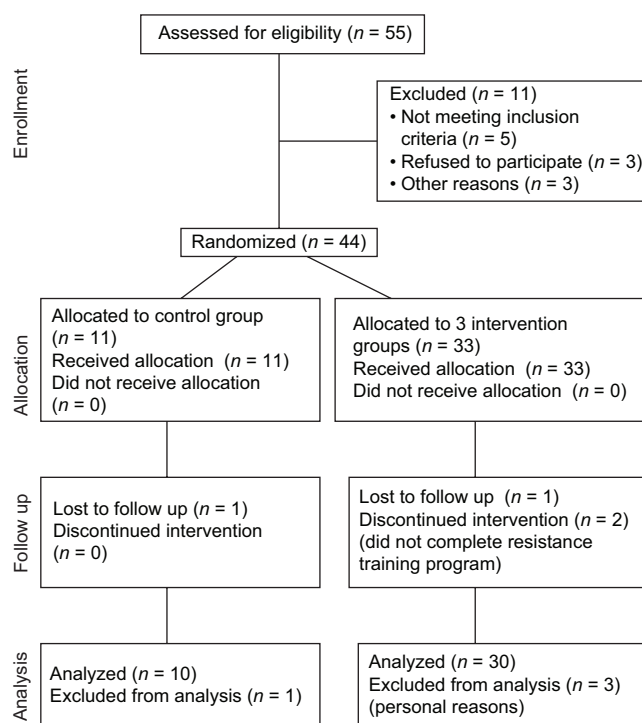 Assessed for eligibility (n = 55)
Enrollment
Excluded (n = 11)
• Not meeting inclusion
criteria (n = 5)
• Refused to participate (n = 3)
• Other reasons (n = 3)
Randomized (n = 44)
Allocation
Allocated to control group
(n = 11)
Received allocation (n = 11)
Did not receive allocation
(n = 0)
Allocated to 3 intervention
groups (n = 33)
Received allocation (n = 33)
Did not receive allocation (n = 0)
Follow up
Lost to follow up (n = 1)
Discontinued intervention
(n = 0)
Lost to follow up (n = 1)
Discontinued intervention (n = 2)
(did not complete resistance
training program)
Analysis
Analyzed (n = 10)
Excluded from analysis (n = 1)
Analyzed (n = 30)
Excluded from analysis (n = 3)
(personal reasons)